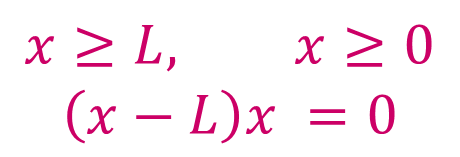 x ≥ L, x ≥ 0
(x − L)x = 0